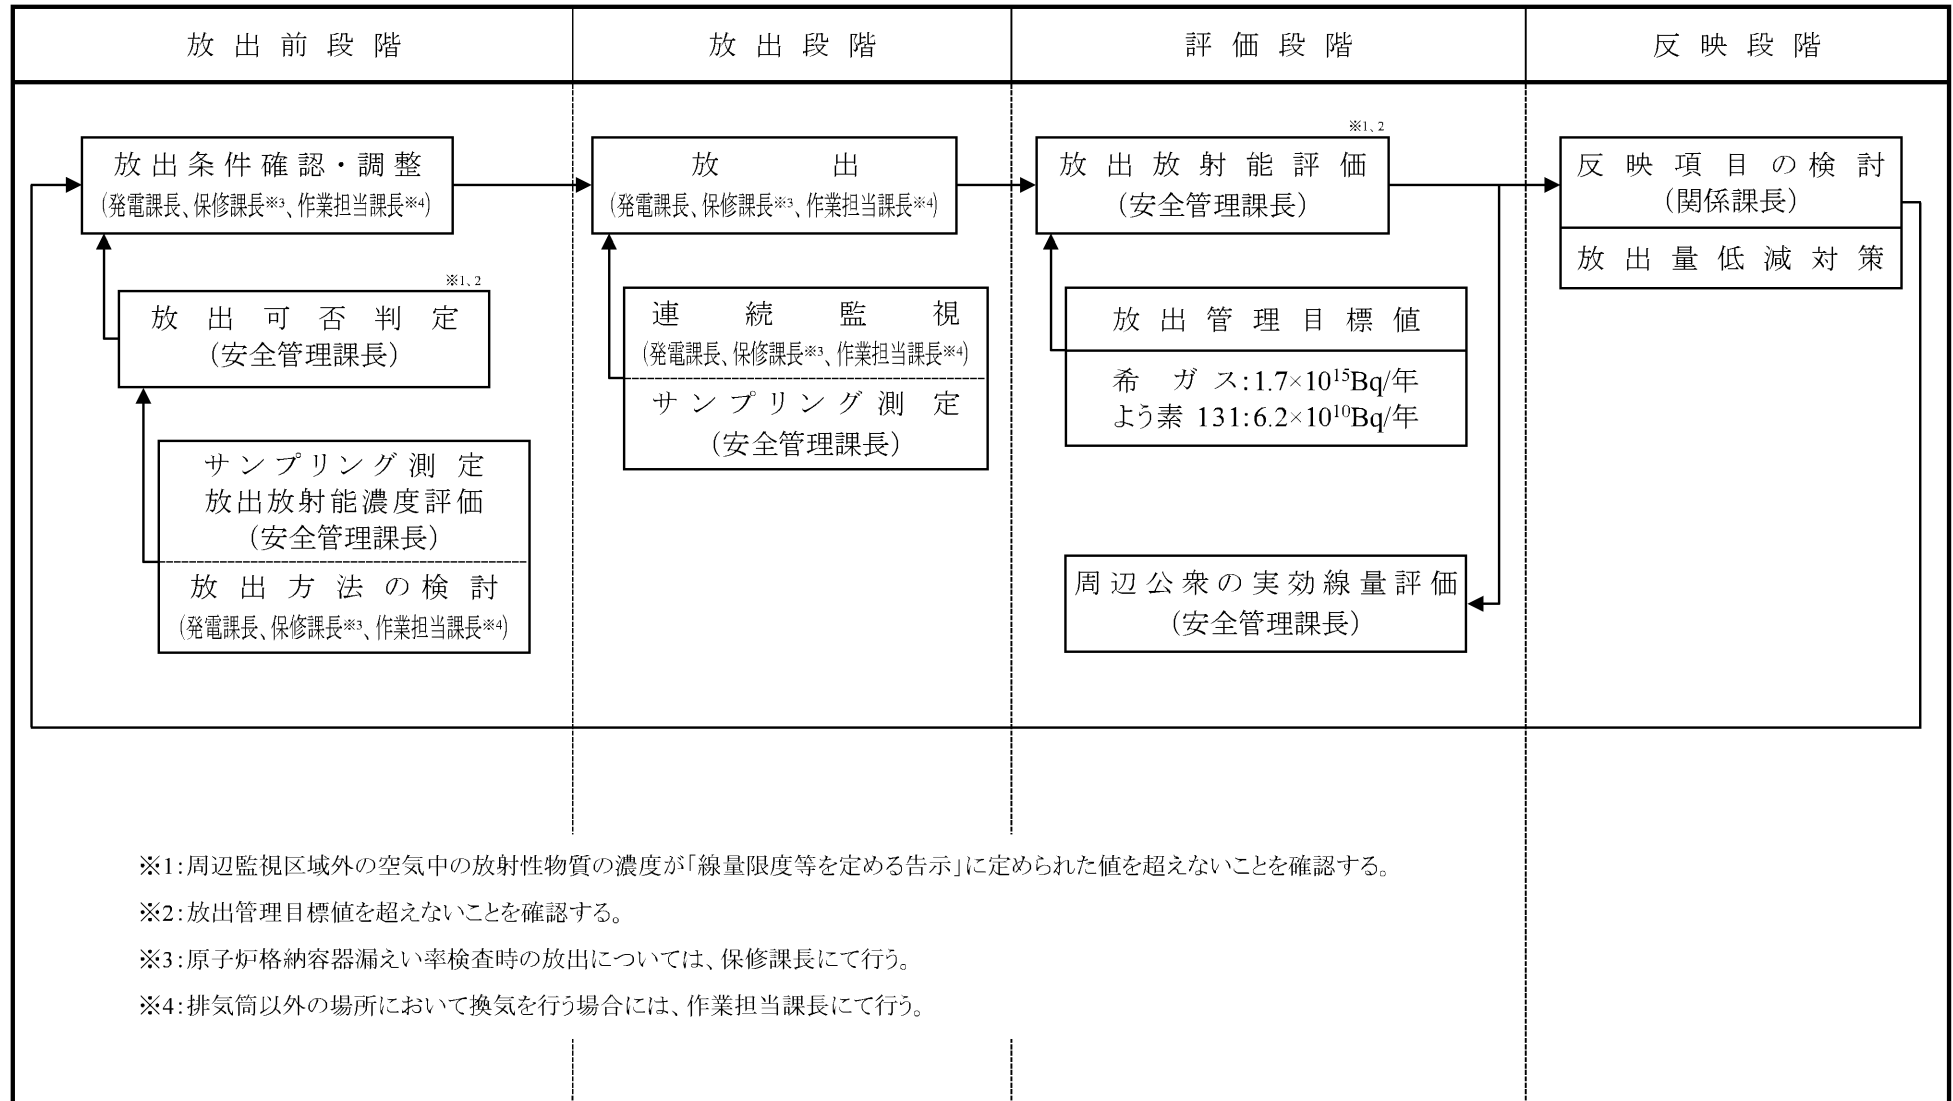 放出前段階
放出段階
評価段階
反映段階
放出条件確認・調整
(発電課長、保修課長※3、作業担当課長※4)
※1、2
放出可否判定
(安全管理課長)
サンプリング測定
放出放射能濃度評価
(安全管理課長)
放出方法の検討
(発電課長、保修課長※3、作業担当課長※4)
放出
(発電課長、保修課長※3、作業担当課長※4)
連続監視
(発電課長、保修課長※3、作業担当課長※4)
サンプリング測定
(安全管理課長)
※1、2
放出放射能評価
(安全管理課長)
放出管理目標値
希ガス:1.7×10¹⁵Bq/年
よう素 131:6.2×10¹⁰Bq/年
周辺公衆の実効線量評価
(安全管理課長)
反映項目の検討
(関係課長)
放出量低減対策
※1:周辺監視区域外の空気中の放射性物質の濃度が「線量限度等を定める告示」に定められた値を超えないことを確認する。
※2:放出管理目標値を超えないことを確認する。
※3:原子炉格納容器漏えい率検査時の放出については、保修課長にて行う。
※4:排気筒以外の場所において換気を行う場合には、作業担当課長にて行う。